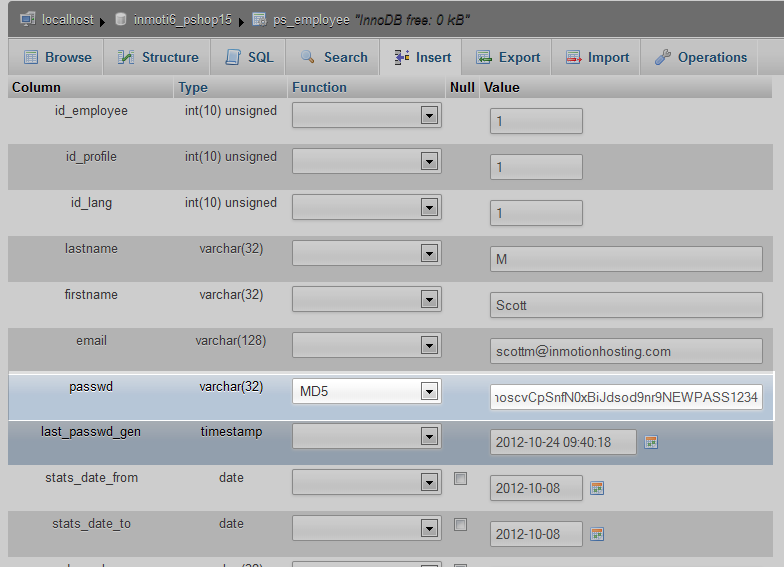 localhost ▸ inmoti6_pshop15 ▸ ps_employee "InnoDB free: 0 kB"
Browse Structure SQL Search Insert Export Import Operations
Column Type Function Null Value
id_employee int(10) unsigned 1
id_profile int(10) unsigned 1
id_lang int(10) unsigned 1
lastname varchar(32) M
firstname varchar(32) Scott
email varchar(128) scottm@inmotionhosting.com
passwd varchar(32) MD5 noscvCpSnfN0xBiJdsod9nr9NEWPASS1234
last_passwd_gen timestamp 2012-10-24 09:40:18
stats_date_from date 2012-10-08
stats_date_to date 2012-10-08